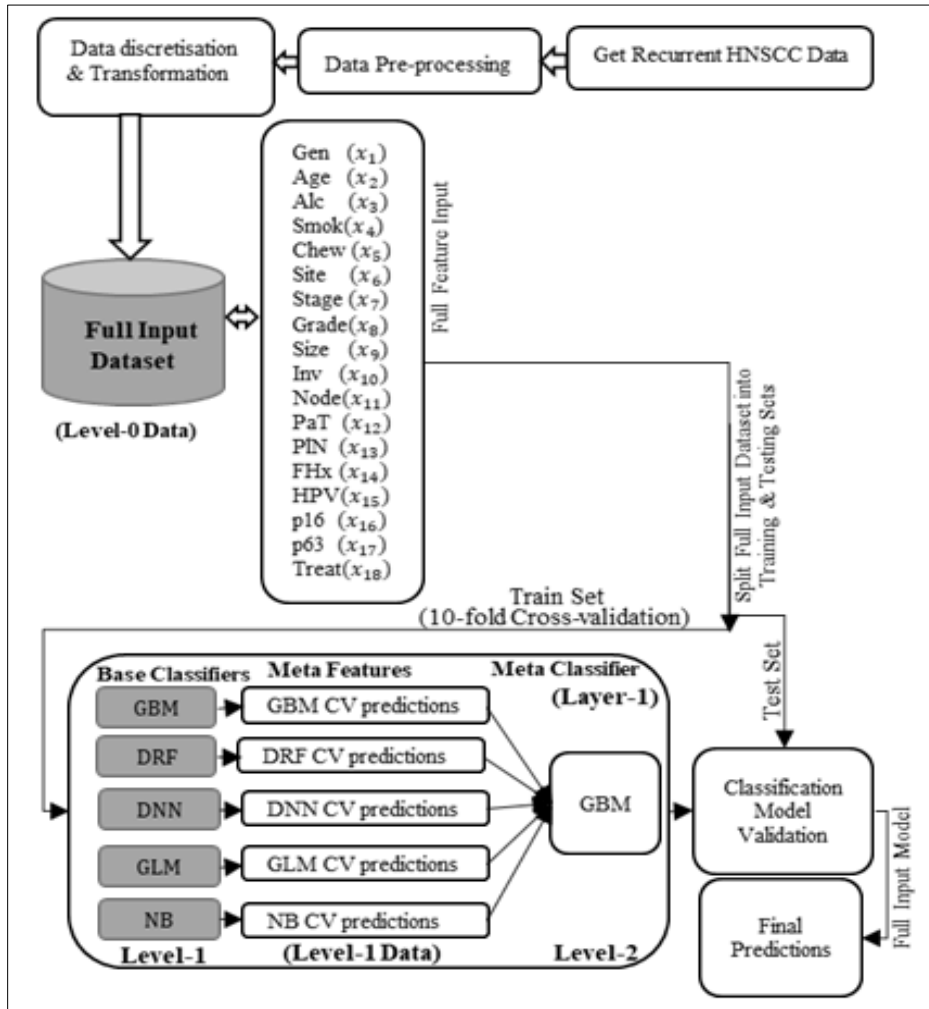 Data discretisation
& Transformation
Data Pre-processing
Get Recurrent HNSCC Data
Full Input
Dataset
(Level-0 Data)
Gen (x₁)
Age (x₂)
Alc (x₃)
Smok(x₄)
Chew (x₅)
Site (x₆)
Stage (x₇)
Grade(x₈)
Size (x₉)
Inv (x₁₀)
Node(x₁₁)
PaT (x₁₂)
PlN (x₁₃)
FHx (x₁₄)
HPV(x₁₅)
p16 (x₁₆)
p63 (x₁₇)
Treat(x₁₈)
Full Feature Input
Split Full Input Dataset into
Training & Testing Sets
Train Set
(10-fold Cross-validation)
Test Set
Base Classifiers
Meta Features
Meta Classifier
(Layer-1)
GBM
GBM CV predictions
DRF
DRF CV predictions
DNN
DNN CV predictions
GLM
GLM CV predictions
NB
NB CV predictions
GBM
Level-1
(Level-1 Data)
Level-2
Classification
Model
Validation
Full Input Model
Final
Predictions